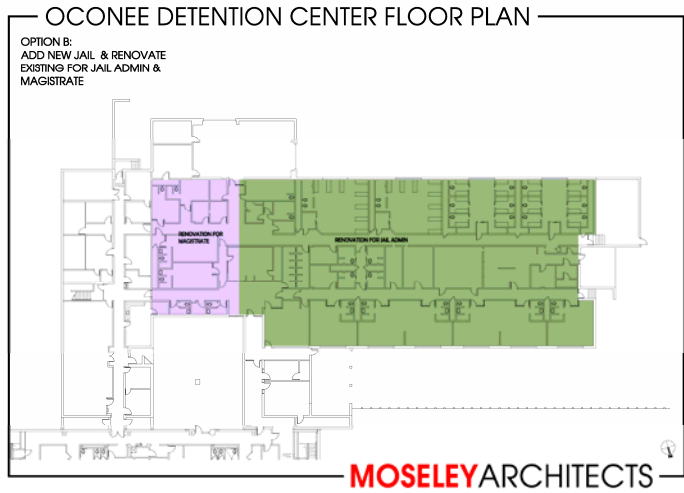 OCONEE DETENTION CENTER FLOOR PLAN
OPTION B:
ADD NEW JAIL & RENOVATE
EXISTING FOR JAIL ADMIN &
MAGISTRATE
RENOVATION FOR
MAGISTRATE
RENOVATION FOR JAIL ADMIN
MOSELEYARCHITECTS